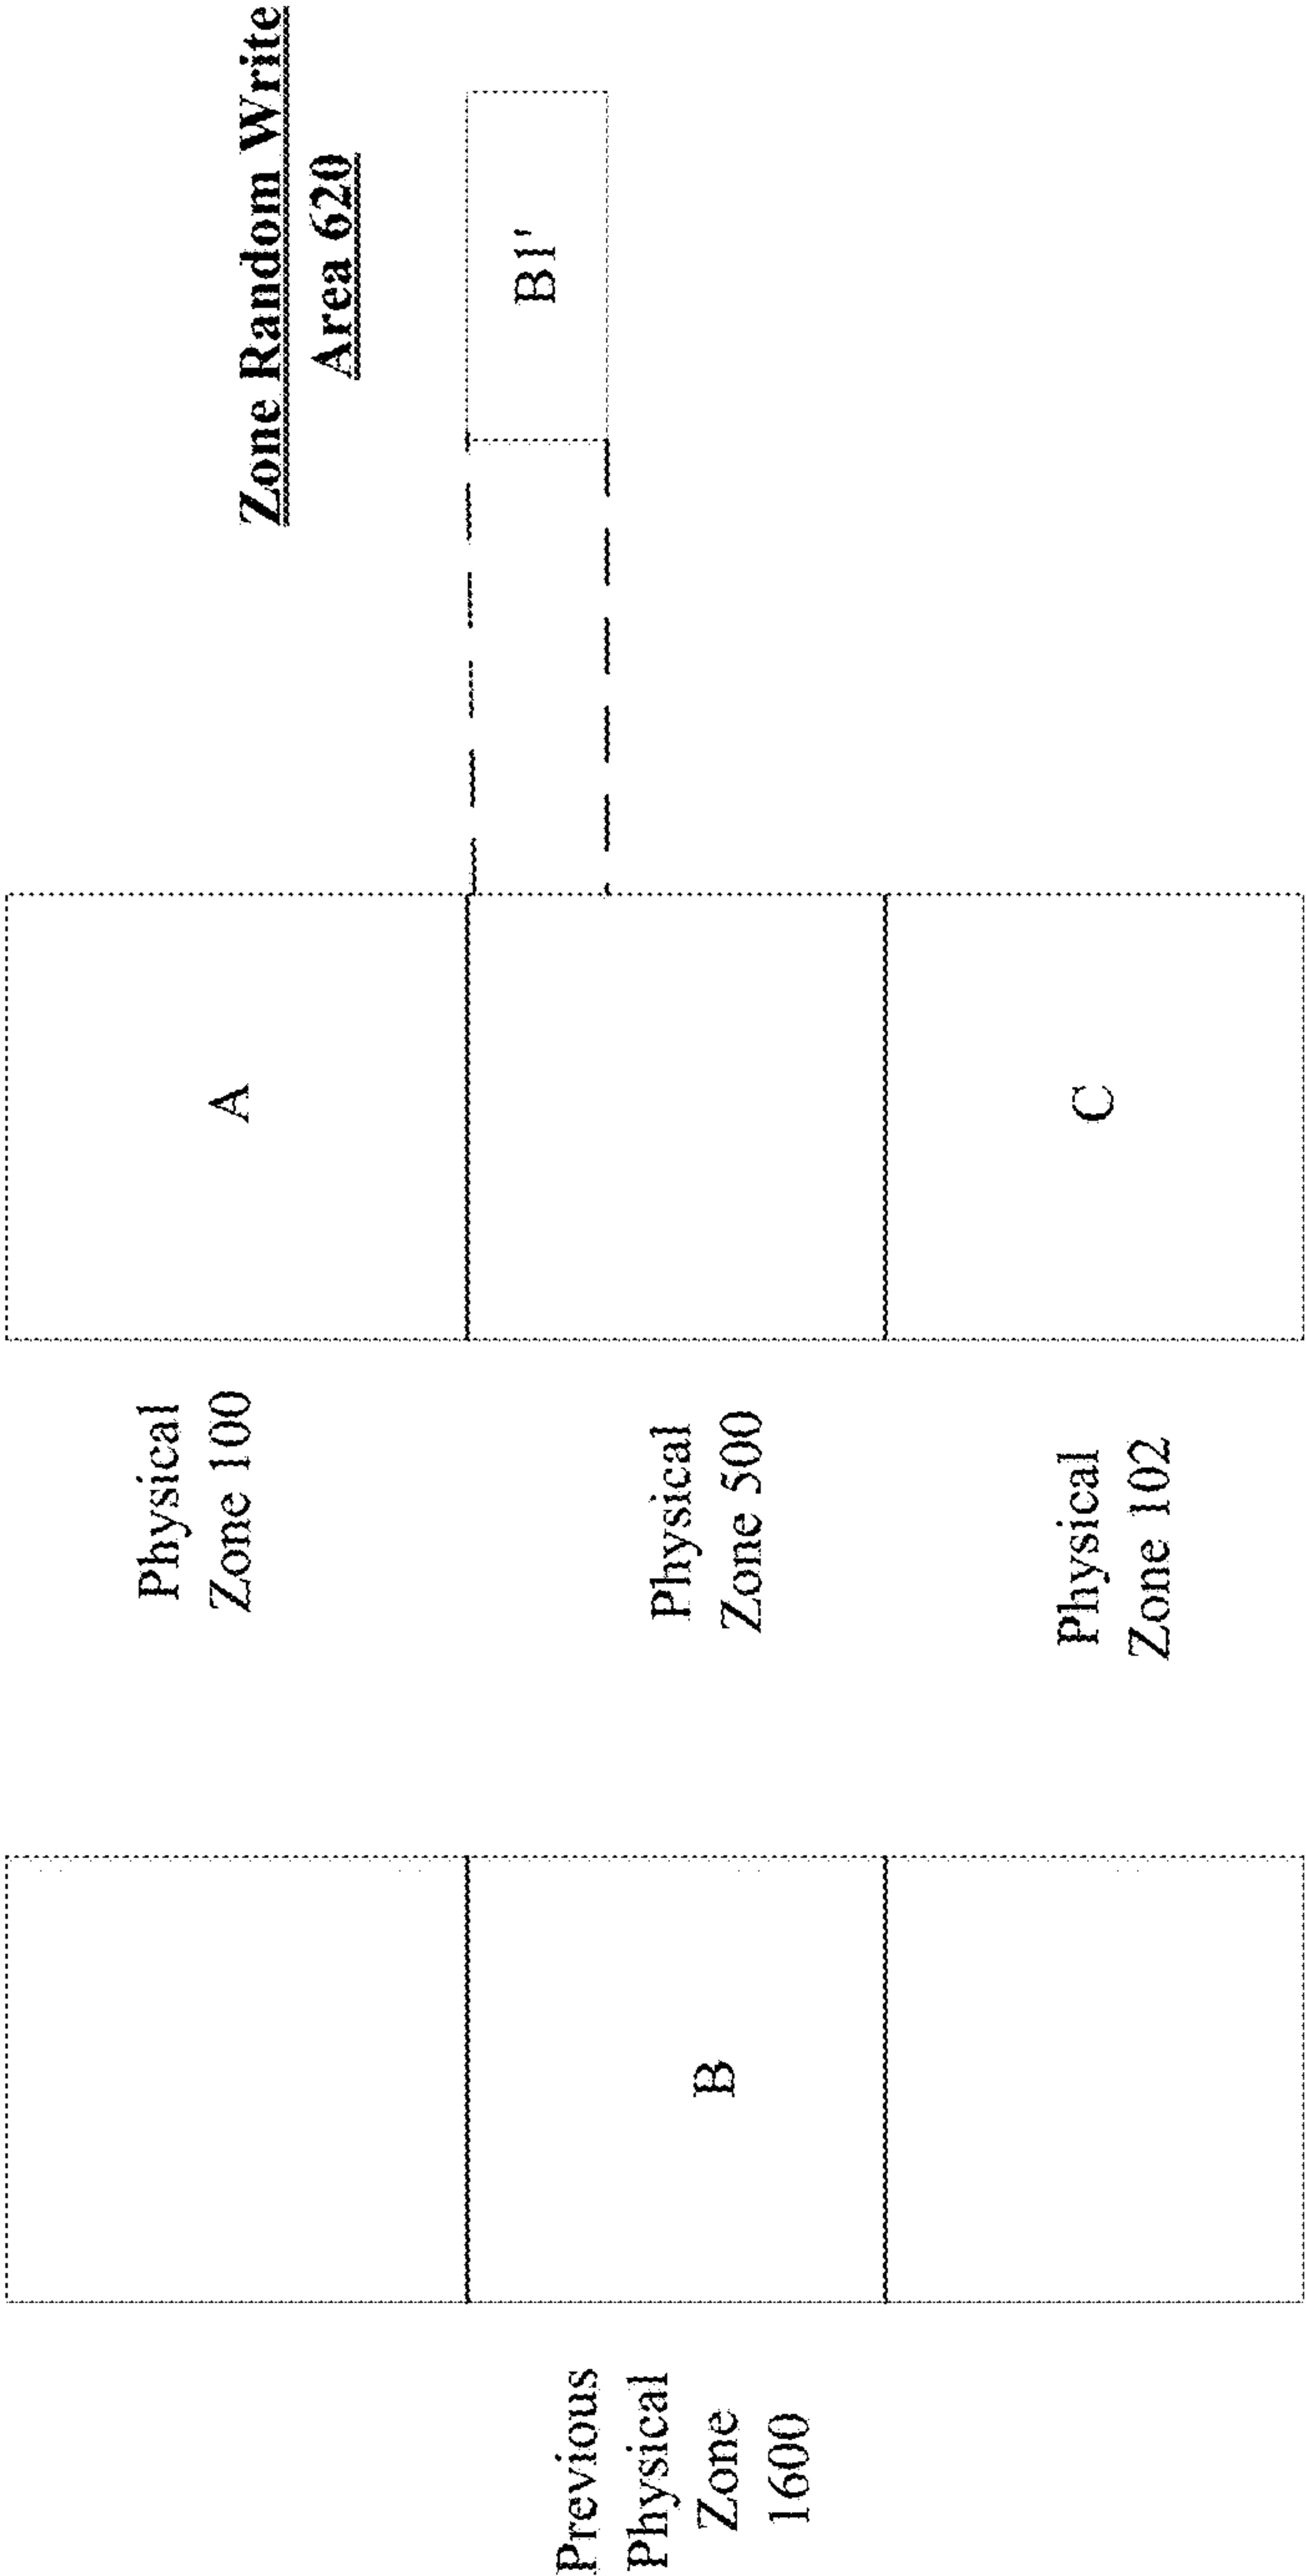 Zone Random Write
Area 620
Physical
Zone 100
A
B1'
Previous
Physical
Zone
1600
B
Physical
Zone 500
Physical
Zone 102
C